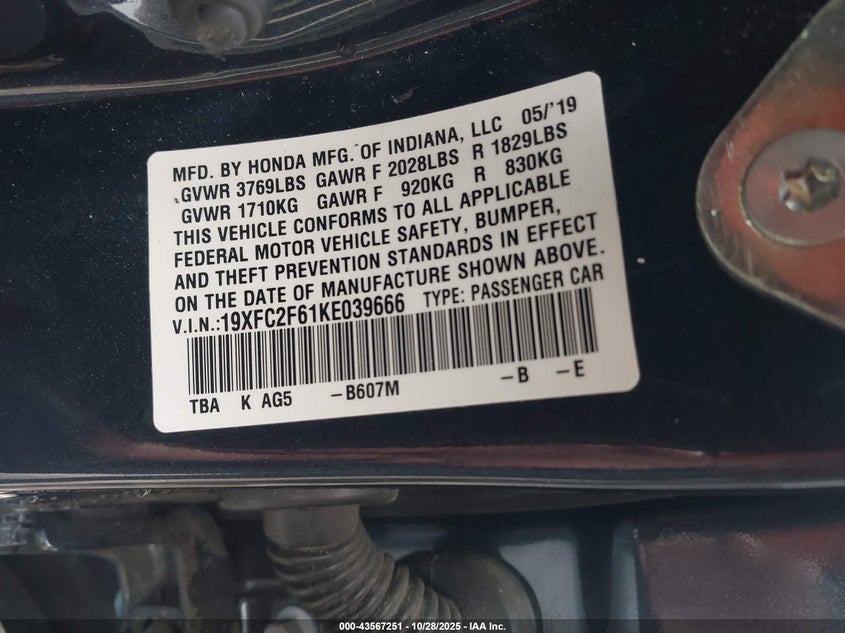 MFD. BY HONDA MFG. OF INDIANA, LLC 05/'19
GVWR 3769LBS GAWR F 2028LBS R 1829LBS
GVWR 1710KG GAWR F 920KG R 830KG
THIS VEHICLE CONFORMS TO ALL APPLICABLE
FEDERAL MOTOR VEHICLE SAFETY, BUMPER,
AND THEFT PREVENTION STANDARDS IN EFFECT
ON THE DATE OF MANUFACTURE SHOWN ABOVE.
V.I.N.:19XFC2F61KE039666 TYPE: PASSENGER CAR
TBA K AG5 -B607M -B -E
000-43567251 | 10/28/2025 - IAA Inc.